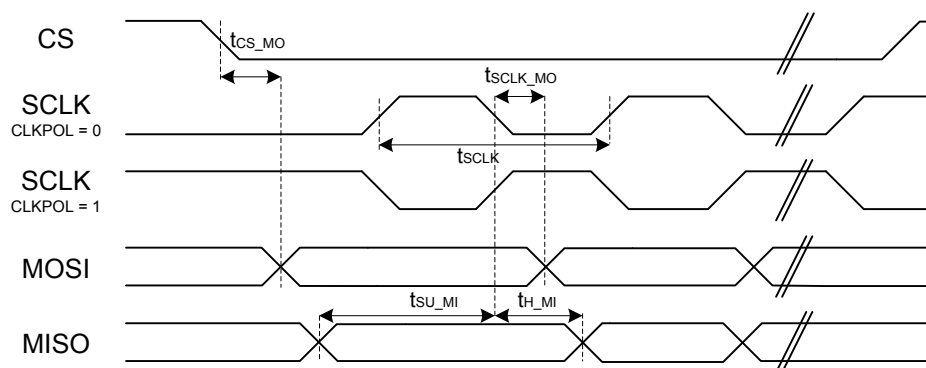 CS
tCS_MO
tSCLK_MO
SCLK
CLKPOL = 0
tSCLK
SCLK
CLKPOL = 1
MOSI
tSU_MI
tH_MI
MISO